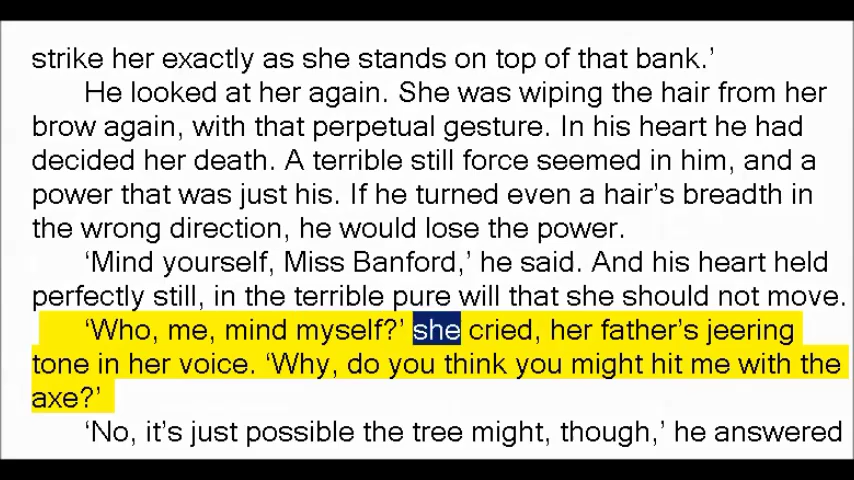 strike her exactly as she stands on top of that bank.’
He looked at her again. She was wiping the hair from her
brow again, with that perpetual gesture. In his heart he had
decided her death. A terrible still force seemed in him, and a
power that was just his. If he turned even a hair’s breadth in
the wrong direction, he would lose the power.
‘Mind yourself, Miss Banford,’ he said. And his heart held
perfectly still, in the terrible pure will that she should not move.
‘Who, me, mind myself?’ she cried, her father’s jeering
tone in her voice. ‘Why, do you think you might hit me with the
axe?’
‘No, it’s just possible the tree might, though,’ he answered